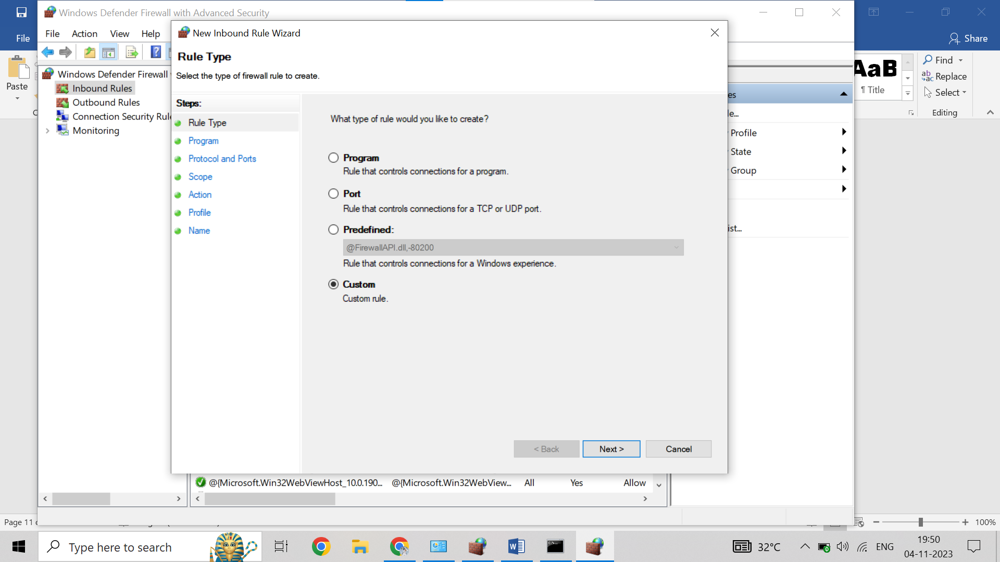 Windows Defender Firewall with Advanced Security
File
Share
File Action View Help
New Inbound Rule Wizard
Rule Type
Select the type of firewall rule to create.
Paste
Windows Defender Firewall
Inbound Rules
Outbound Rules
Connection Security Rule
Monitoring
Steps:
Rule Type
Program
Protocol and Ports
Scope
Action
Profile
Name
What type of rule would you like to create?
Program
Rule that controls connections for a program.
Port
Rule that controls connections for a TCP or UDP port.
Predefined:
@FirewallAPI.dll,-80200
Rule that controls connections for a Windows experience.
Custom
Custom rule.
< Back Next > Cancel
es
le...
Profile
State
Group
ist...
AaB
¶ Title
Find
Replace
Select
Editing
@{Microsoft.Win32WebViewHost_10.0.190... @{Microsoft.Win32WebView... All Yes Allow
Page 11
100%
Type here to search
32°C
ENG
19:50
04-11-2023